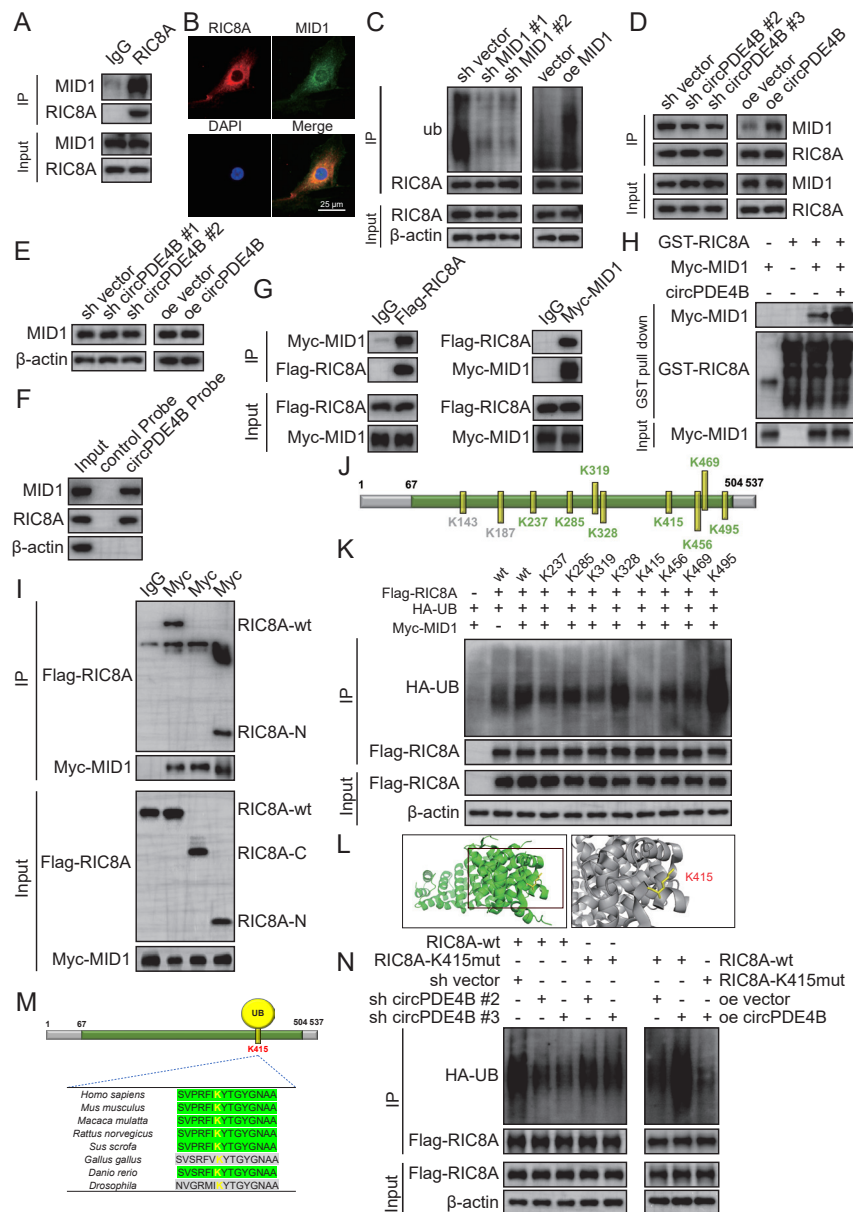 A
IgG
RIC8A
IP
MID1
RIC8A
Input
MID1
RIC8A
B
RIC8A
MID1
DAPI
Merge
25 μm
C
sh vector
sh MID1 #1
sh MID1 #2
vector
oe MID1
IP
ub
RIC8A
Input
RIC8A
β-actin
D
sh vector
sh circPDE4B #2
sh circPDE4B #3
oe vector
oe circPDE4B
IP
MID1
RIC8A
Input
MID1
RIC8A
E
sh vector
sh circPDE4B #1
sh circPDE4B #2
oe vector
oe circPDE4B
MID1
β-actin
F
Input
control Probe
circPDE4B Probe
MID1
RIC8A
β-actin
G
IgG
Flag-RIC8A
IP
Myc-MID1
Flag-RIC8A
Input
Flag-RIC8A
Myc-MID1
IgG
Myc-MID1
Flag-RIC8A
Myc-MID1
Flag-RIC8A
Myc-MID1
H
GST-RIC8A - + + +
Myc-MID1 + - + +
circPDE4B - - - +
GST pull down
Myc-MID1
GST-RIC8A
Input
Myc-MID1
I
IgG
Myc
Myc
Myc
IP
Flag-RIC8A
RIC8A-wt
RIC8A-N
Myc-MID1
Input
Flag-RIC8A
RIC8A-wt
RIC8A-C
RIC8A-N
Myc-MID1
J
K319
K469
1
67
504
537
K143
K187
K237
K285
K328
K415
K456
K495
K
wt
wt
K237
K285
K319
K328
K415
K456
K469
K495
Flag-RIC8A - + + + + + + + + + +
HA-UB + + + + + + + + + + +
Myc-MID1 + - + + + + + + + + +
IP
HA-UB
Flag-RIC8A
Input
Flag-RIC8A
β-actin
L
K415
M
UB
1
67
504
537
K415
Homo sapiens SVPRFIKYTGYGNAA
Mus musculus SVPRFIKYTGYGNAA
Macaca mulatta SVPRFIKYTGYGNAA
Rattus norvegicus SVPRFIKYTGYGNAA
Sus scrofa SVPRFIKYTGYGNAA
Gallus gallus SVSRFVKYTGYGNAA
Danio rerio SVSRFIKYTGYGNAA
Drosophila NVGRMIKYTGYGNAA
N
RIC8A-wt + + + - -
RIC8A-K415mut - - - + +
sh vector + - - - -
sh circPDE4B #2 - + - + -
sh circPDE4B #3 - - + - +
+ + - RIC8A-wt
- - + RIC8A-K415mut
+ - - oe vector
- + + oe circPDE4B
IP
HA-UB
Flag-RIC8A
Input
Flag-RIC8A
β-actin